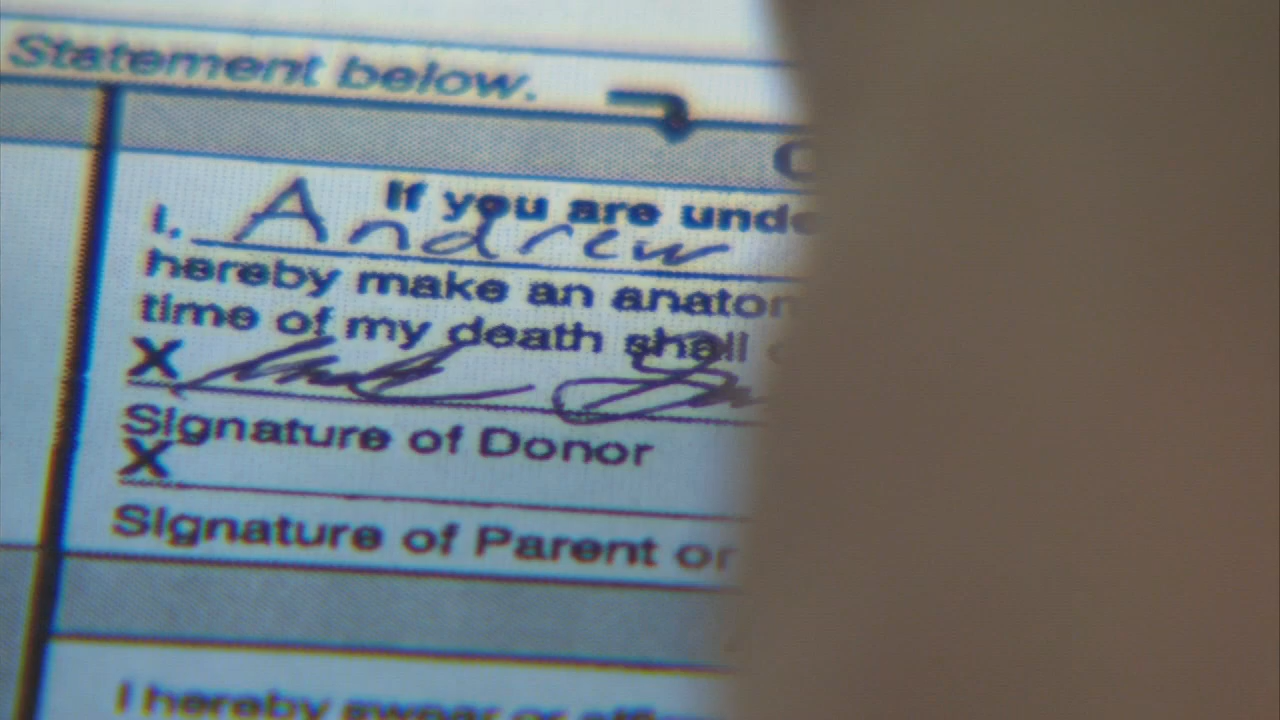 Statement below.
If you are unde
I, Andrew
hereby make an anaton
time of my death shall
X
Signature of Donor
X
Signature of Parent or
I hereby swear or